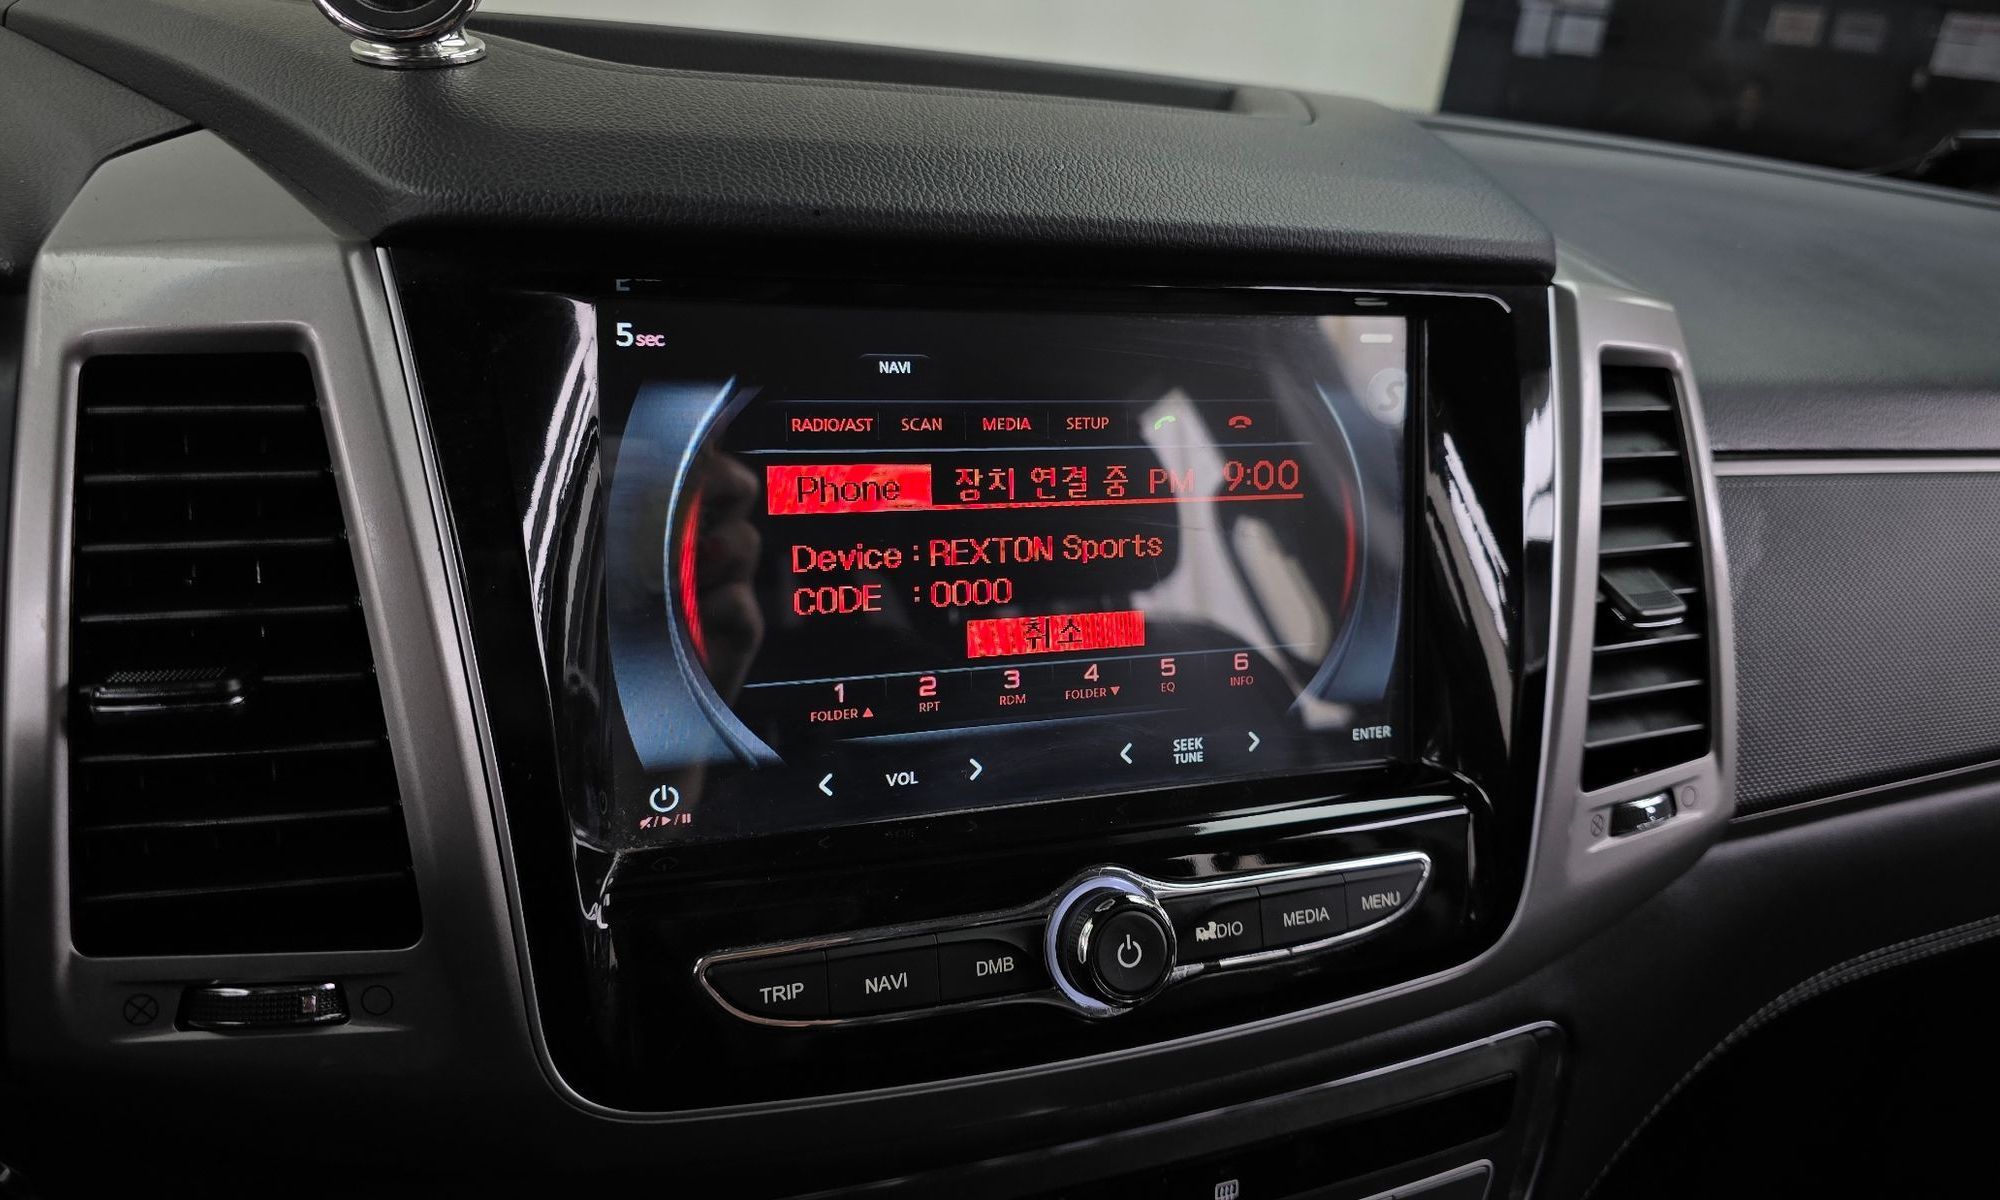 5 sec
NAVI
RADIO/AST SCAN MEDIA SETUP
Phone 장치 연결 중 PM 9:00
Device : REXTON Sports
CODE : 0000
취소
1 2 3 4 5 6
FOLDER ▲ RPT RDM FOLDER ▼ EQ INFO
< VOL > < SEEK TUNE > ENTER
TRIP NAVI DMB MEDIA MENU